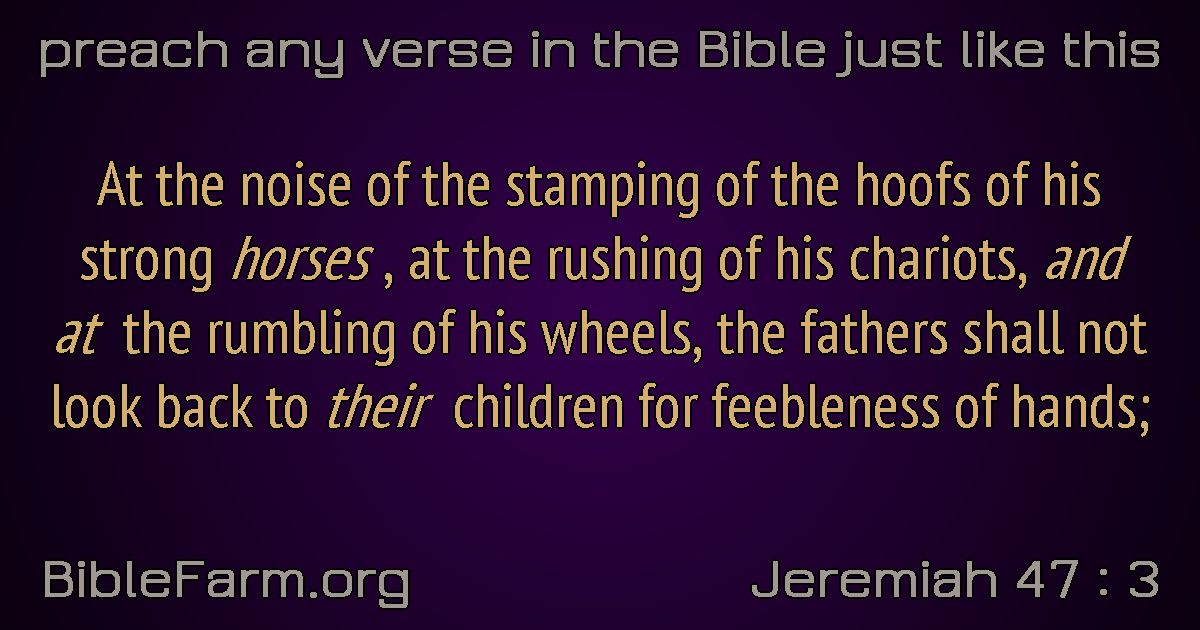 preach any verse in the Bible just like this
At the noise of the stamping of the hoofs of his
strong horses , at the rushing of his chariots, and
at the rumbling of his wheels, the fathers shall not
look back to their children for feebleness of hands;
BibleFarm.org
Jeremiah 47 : 3